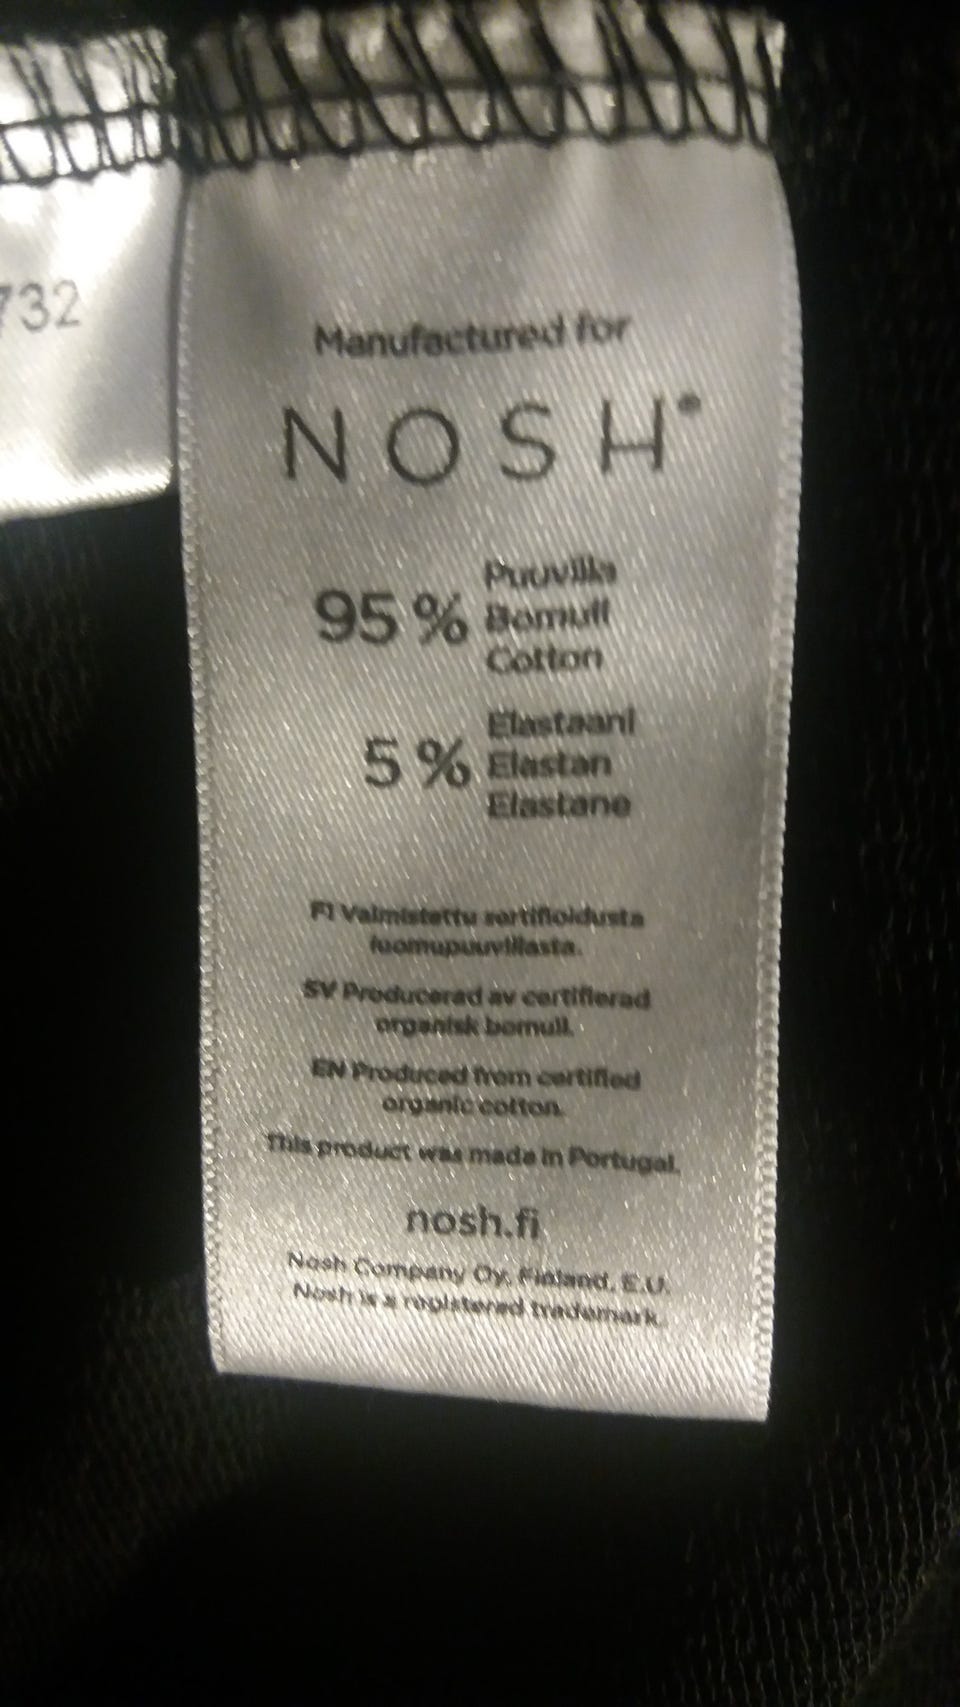 732
Manufactured for
NOSH®
95% Puuvilla
Bomull
Cotton
5% Elastaani
Elastan
Elastane
FI Valmistettu sertifioidusta
luomupuuvillasta.
SV Producerad av certifierad
organisk bomull.
EN Produced from certified
organic cotton.
This product was made in Portugal.
nosh.fi
Nosh Company Oy, Finland, E.U.
Nosh is a registered trademark.